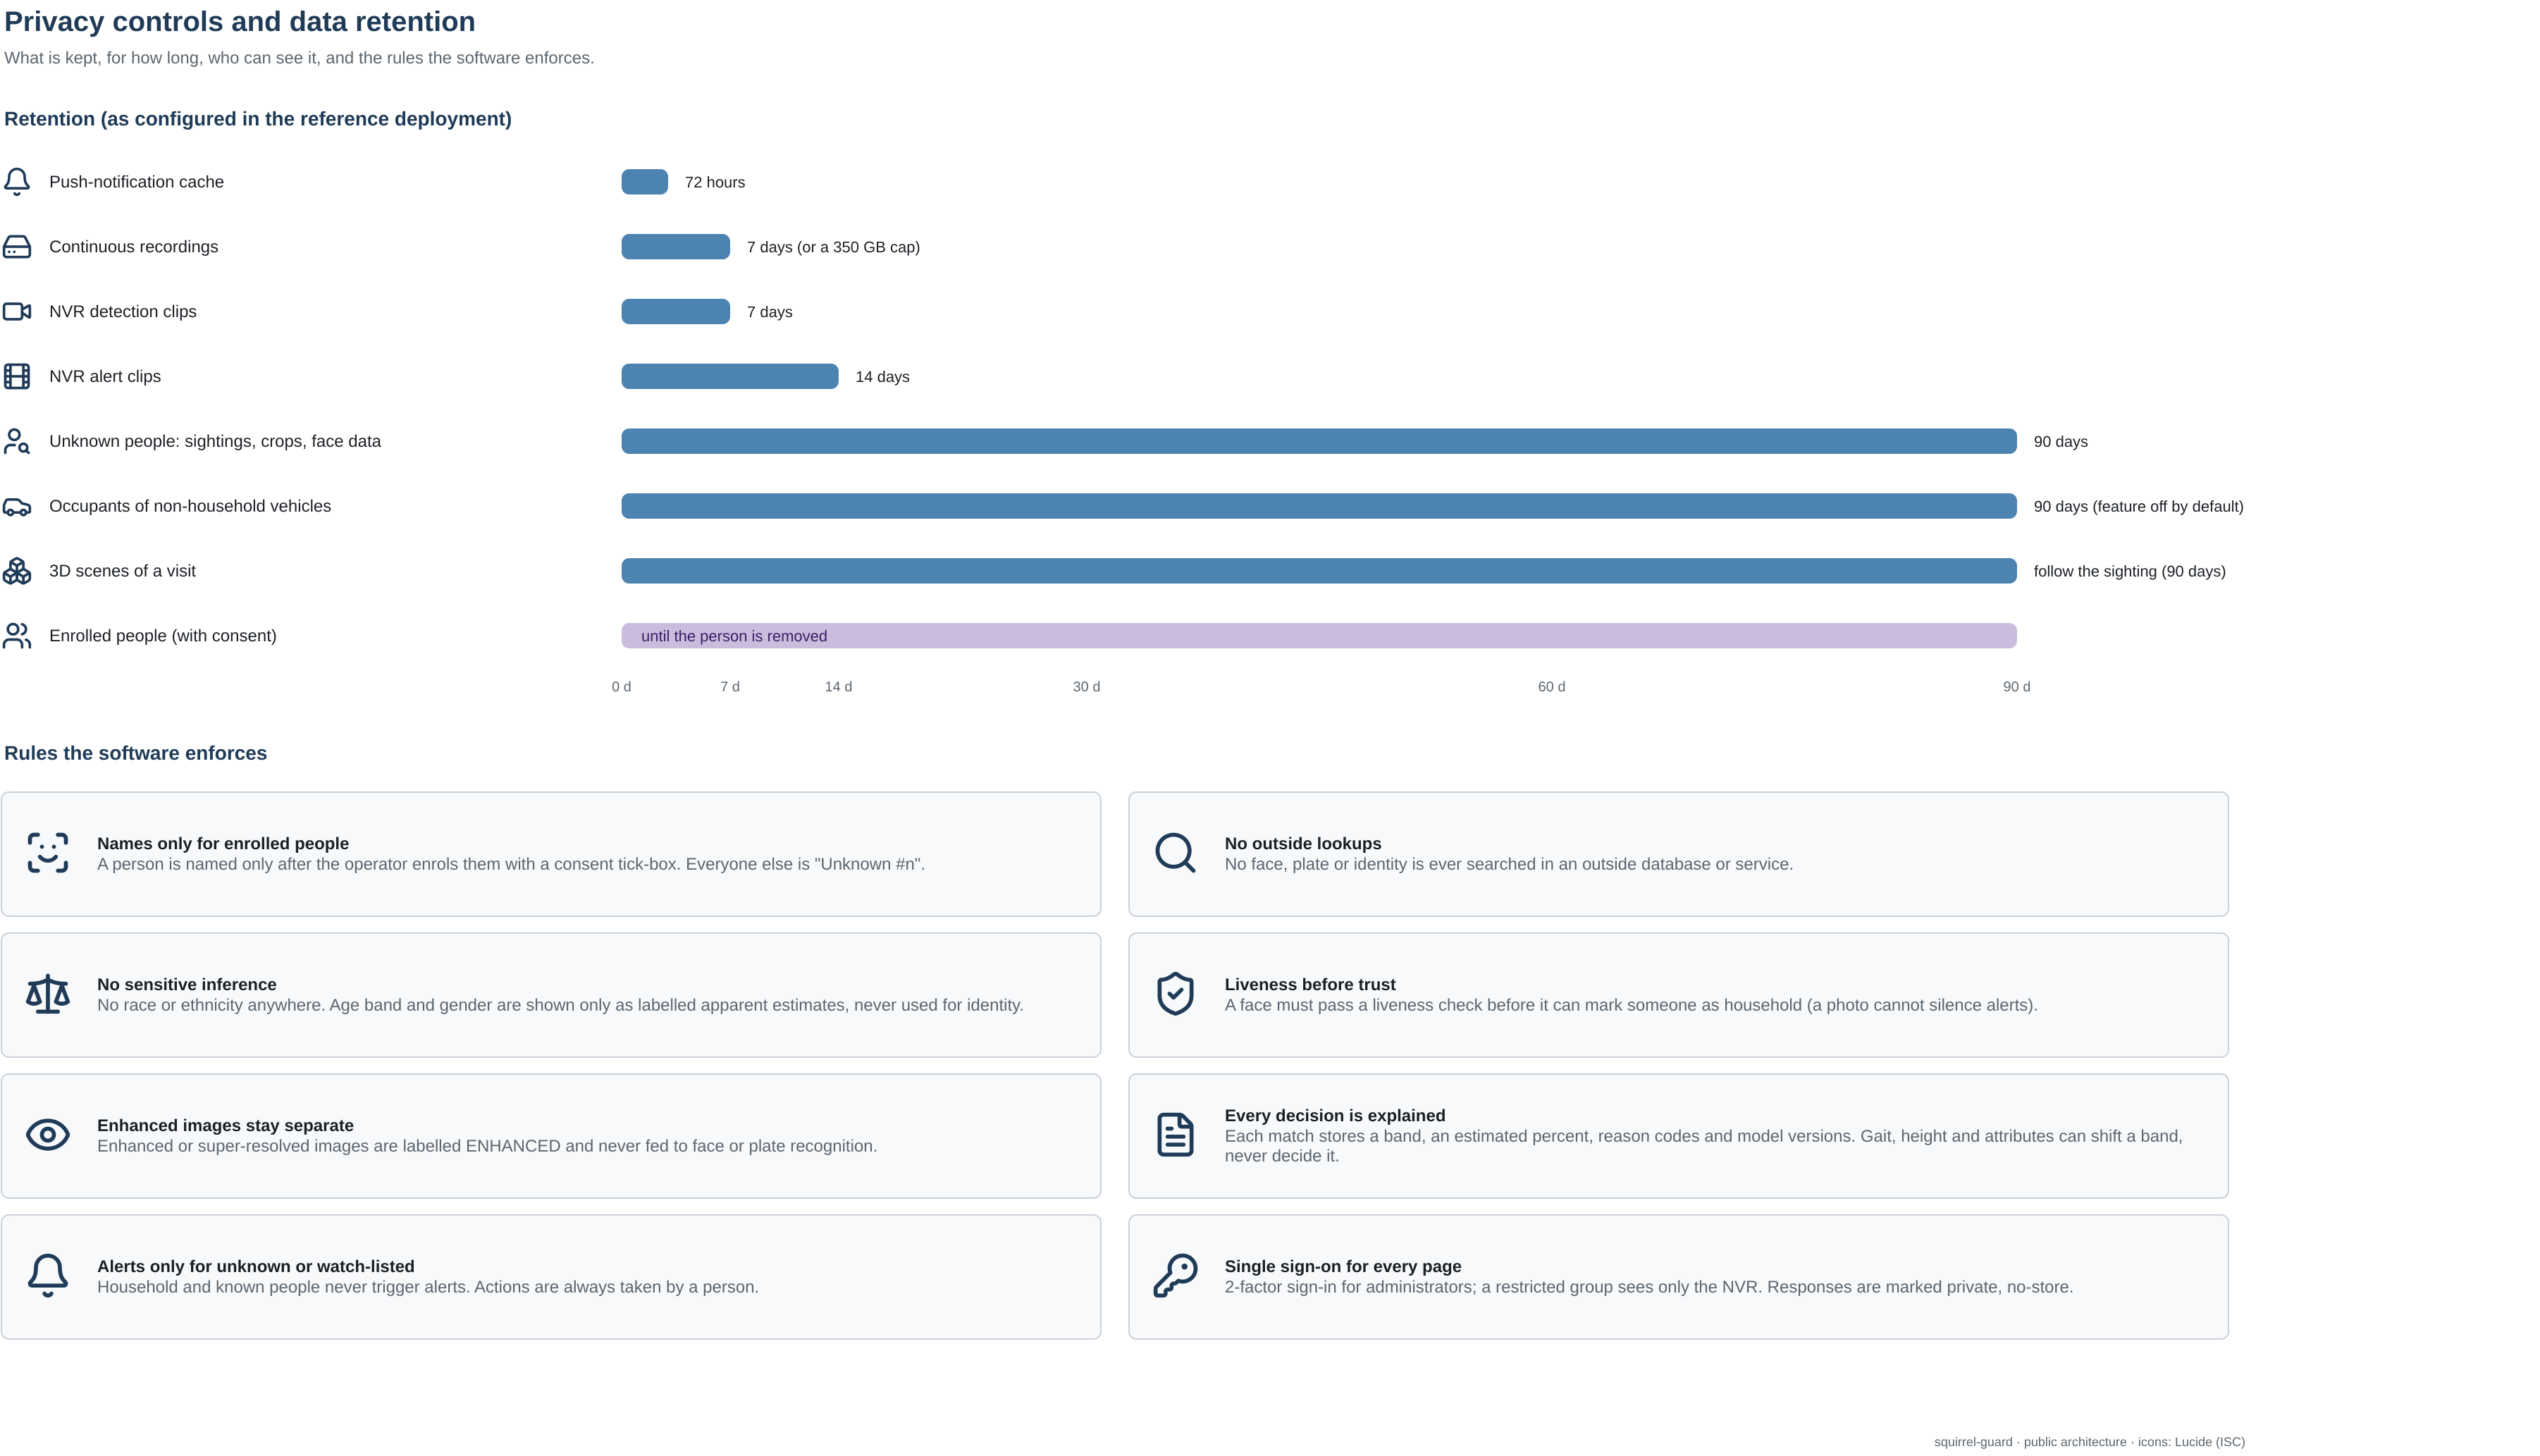 Privacy controls and data retention
What is kept, for how long, who can see it, and the rules the software enforces.
Retention (as configured in the reference deployment)
Push-notification cache
72 hours
Continuous recordings
7 days (or a 350 GB cap)
NVR detection clips
7 days
NVR alert clips
14 days
Unknown people: sightings, crops, face data
90 days
Occupants of non-household vehicles
90 days (feature off by default)
3D scenes of a visit
follow the sighting (90 days)
Enrolled people (with consent)
until the person is removed
0 d
7 d
14 d
30 d
60 d
90 d
Rules the software enforces
Names only for enrolled people
A person is named only after the operator enrols them with a consent tick-box. Everyone else is "Unknown #n".
No outside lookups
No face, plate or identity is ever searched in an outside database or service.
No sensitive inference
No race or ethnicity anywhere. Age band and gender are shown only as labelled apparent estimates, never used for identity.
Liveness before trust
A face must pass a liveness check before it can mark someone as household (a photo cannot silence alerts).
Enhanced images stay separate
Enhanced or super-resolved images are labelled ENHANCED and never fed to face or plate recognition.
Every decision is explained
Each match stores a band, an estimated percent, reason codes and model versions. Gait, height and attributes can shift a band,
never decide it.
Alerts only for unknown or watch-listed
Household and known people never trigger alerts. Actions are always taken by a person.
Single sign-on for every page
2-factor sign-in for administrators; a restricted group sees only the NVR. Responses are marked private, no-store.
squirrel-guard · public architecture · icons: Lucide (ISC)